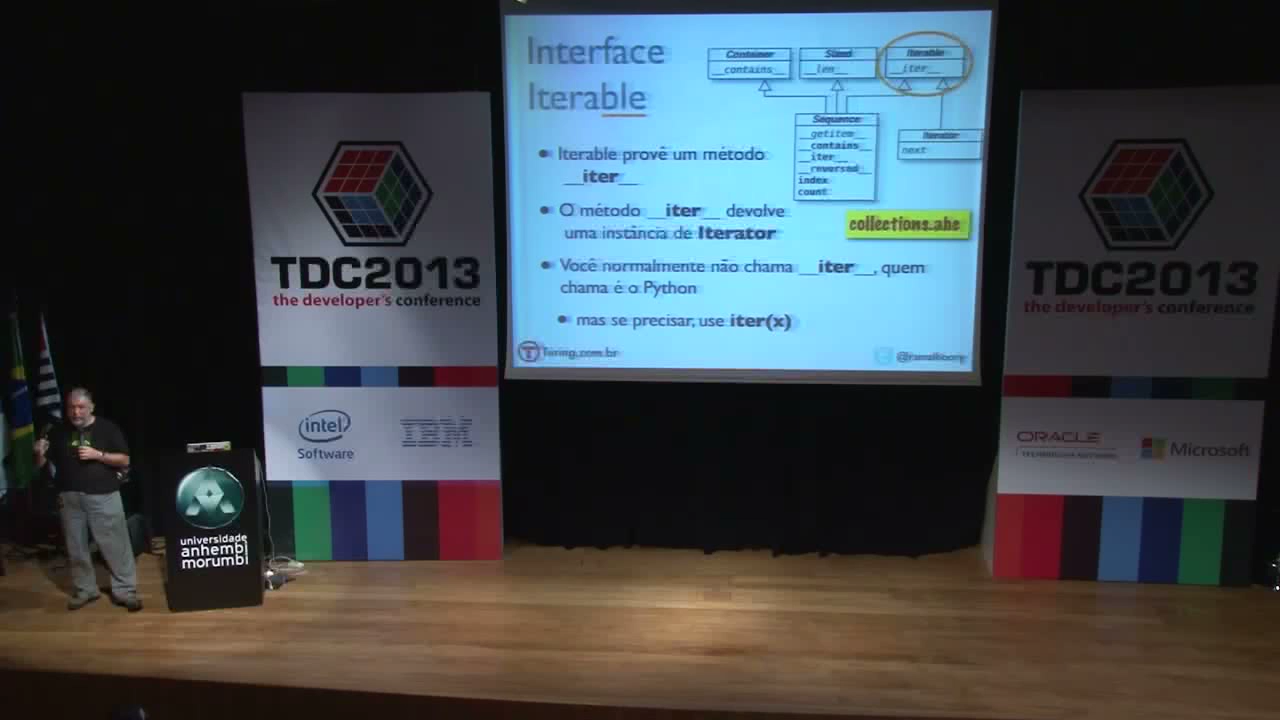 Interface
Iterable
Container
__contains__
Sized
__len__
Iterable
__iter__
Sequence
__getitem__
__contains__
__iter__
__reversed__
index
count
Iterator
next
collections.abc
• Iterable provê um método
__iter__
• O método __iter__ devolve
uma instância de Iterator
• Você normalmente não chama __iter__, quem
chama é o Python
• mas se precisar, use iter(x)
Turing.com.br
@ramalhoorg
TDC2013
the developer's conference
intel
Software
IBM
TDC2013
the developer's conference
ORACLE
Microsoft
universidade
anhembi
morumbi